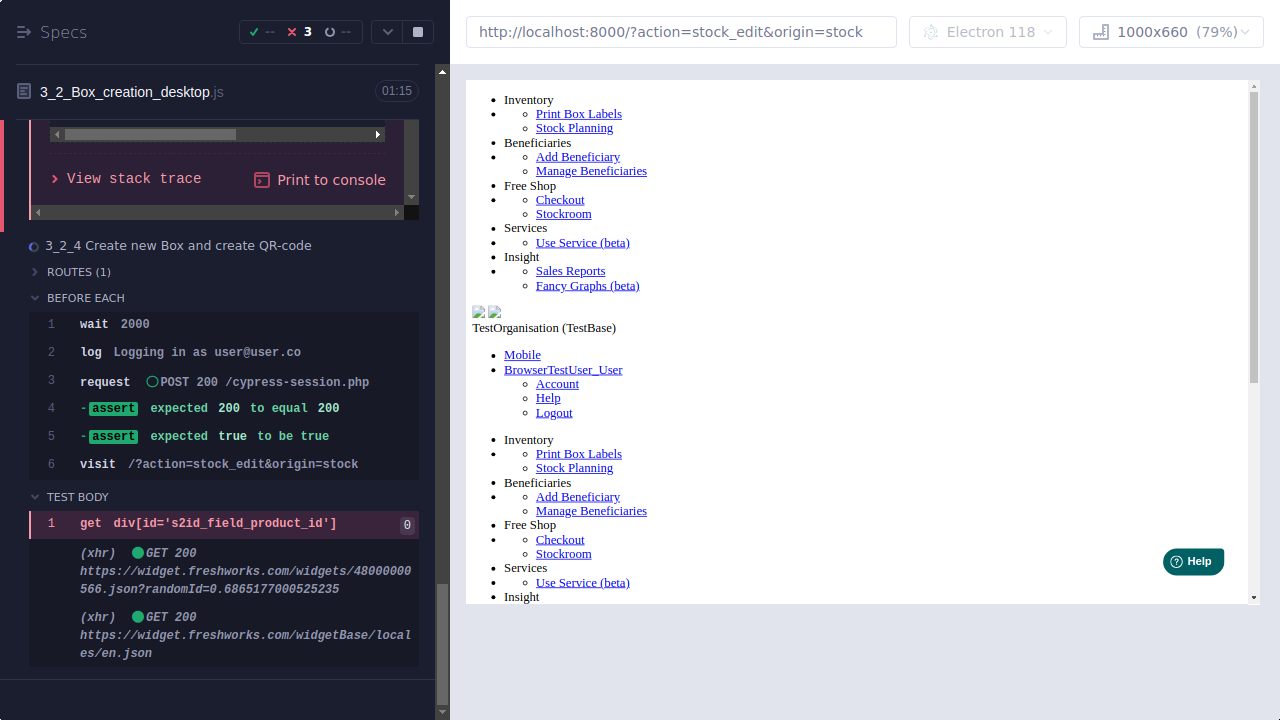 Specs
-- 3 --
3_2_Box_creation_desktop.js 01:15
View stack trace Print to console
3_2_4 Create new Box and create QR-code
ROUTES (1)
BEFORE EACH
1 wait 2000
2 log Logging in as user@user.co
3 request POST 200 /cypress-session.php
4 -assert expected 200 to equal 200
5 -assert expected true to be true
6 visit /?action=stock_edit&origin=stock
TEST BODY
1 get div[id='s2id_field_product_id'] 0
(xhr) GET 200
https://widget.freshworks.com/widgets/48000000
566.json?randomId=0.6865177000525235
(xhr) GET 200
https://widget.freshworks.com/widgetBase/local
es/en.json
http://localhost:8000/?action=stock_edit&origin=stock
Electron 118
1000x660 (79%)
Inventory
Print Box Labels
Stock Planning
Beneficiaries
Add Beneficiary
Manage Beneficiaries
Free Shop
Checkout
Stockroom
Services
Use Service (beta)
Insight
Sales Reports
Fancy Graphs (beta)
TestOrganisation (TestBase)
Mobile
BrowserTestUser_User
Account
Help
Logout
Inventory
Print Box Labels
Stock Planning
Beneficiaries
Add Beneficiary
Manage Beneficiaries
Free Shop
Checkout
Stockroom
Services
Use Service (beta)
Insight
Help